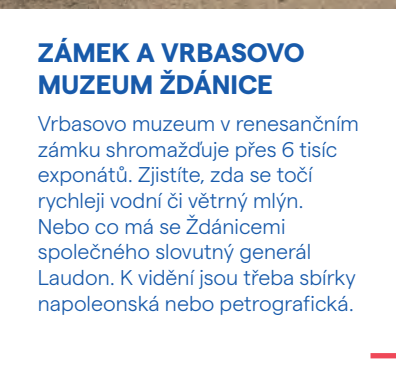 ZÁMEK A VRBASOVO
MUZEUM ŽDÁNICE
Vrbasovo muzeum v renesančním
zámku shromažďuje přes 6 tisíc
exponátů. Zjistíte, zda se točí
rychleji vodní či větrný mlýn.
Nebo co má se Ždánicemi
společného slovutný generál
Laudon. K vidění jsou třeba sbírky
napoleonská nebo petrografická.